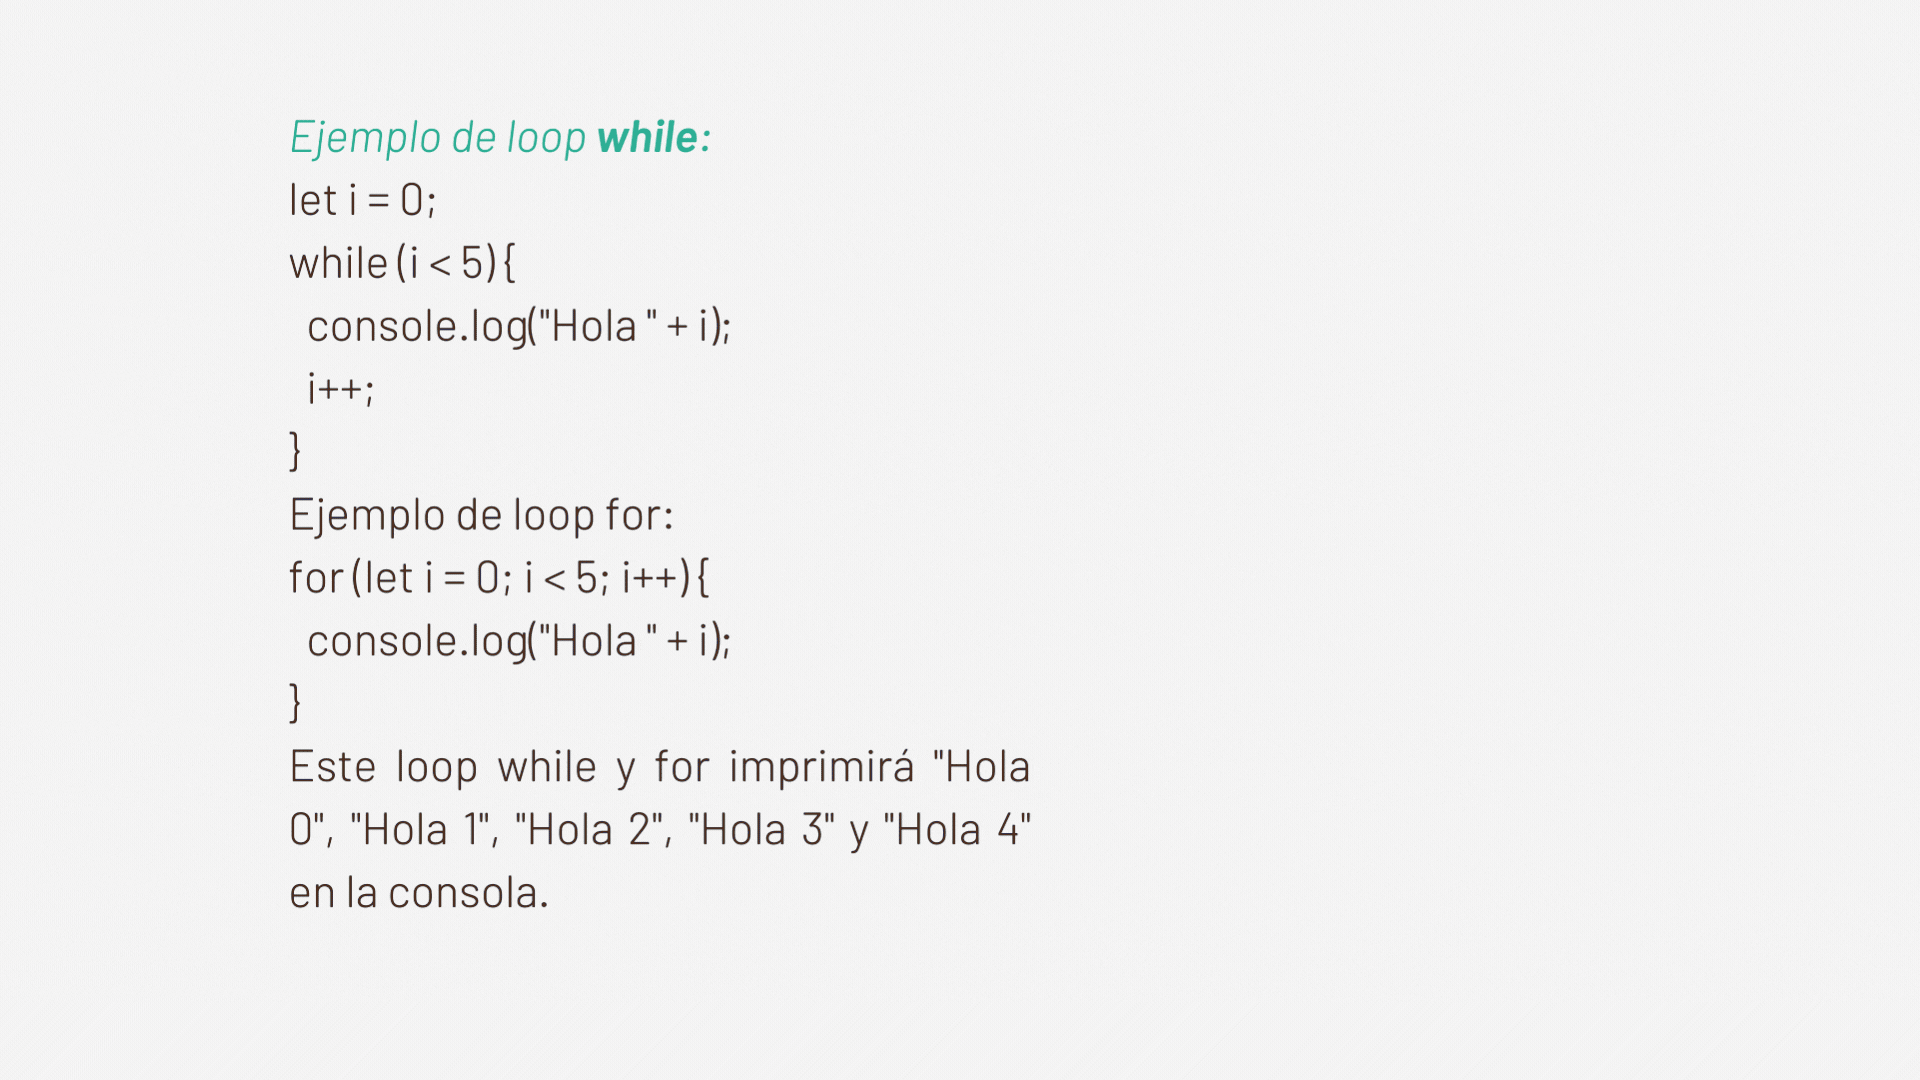 Ejemplo de loop while:
let i = 0;
while (i < 5) {
  console.log("Hola " + i);
  i++;
}
Ejemplo de loop for:
for (let i = 0; i < 5; i++) {
  console.log("Hola " + i);
}
Este loop while y for imprimirá "Hola
0", "Hola 1", "Hola 2", "Hola 3" y "Hola 4"
en la consola.